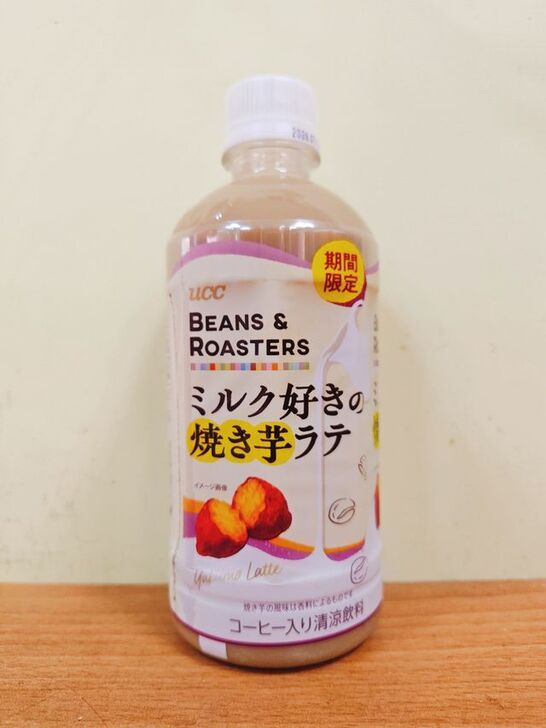 期間
限定
ucc
BEANS &
ROASTERS
ミルク好きの
焼き芋ラテ
イメージ画像
Yakiimo Latte
焼き芋の風味は香料によるものです
コーヒー入り清涼飲料